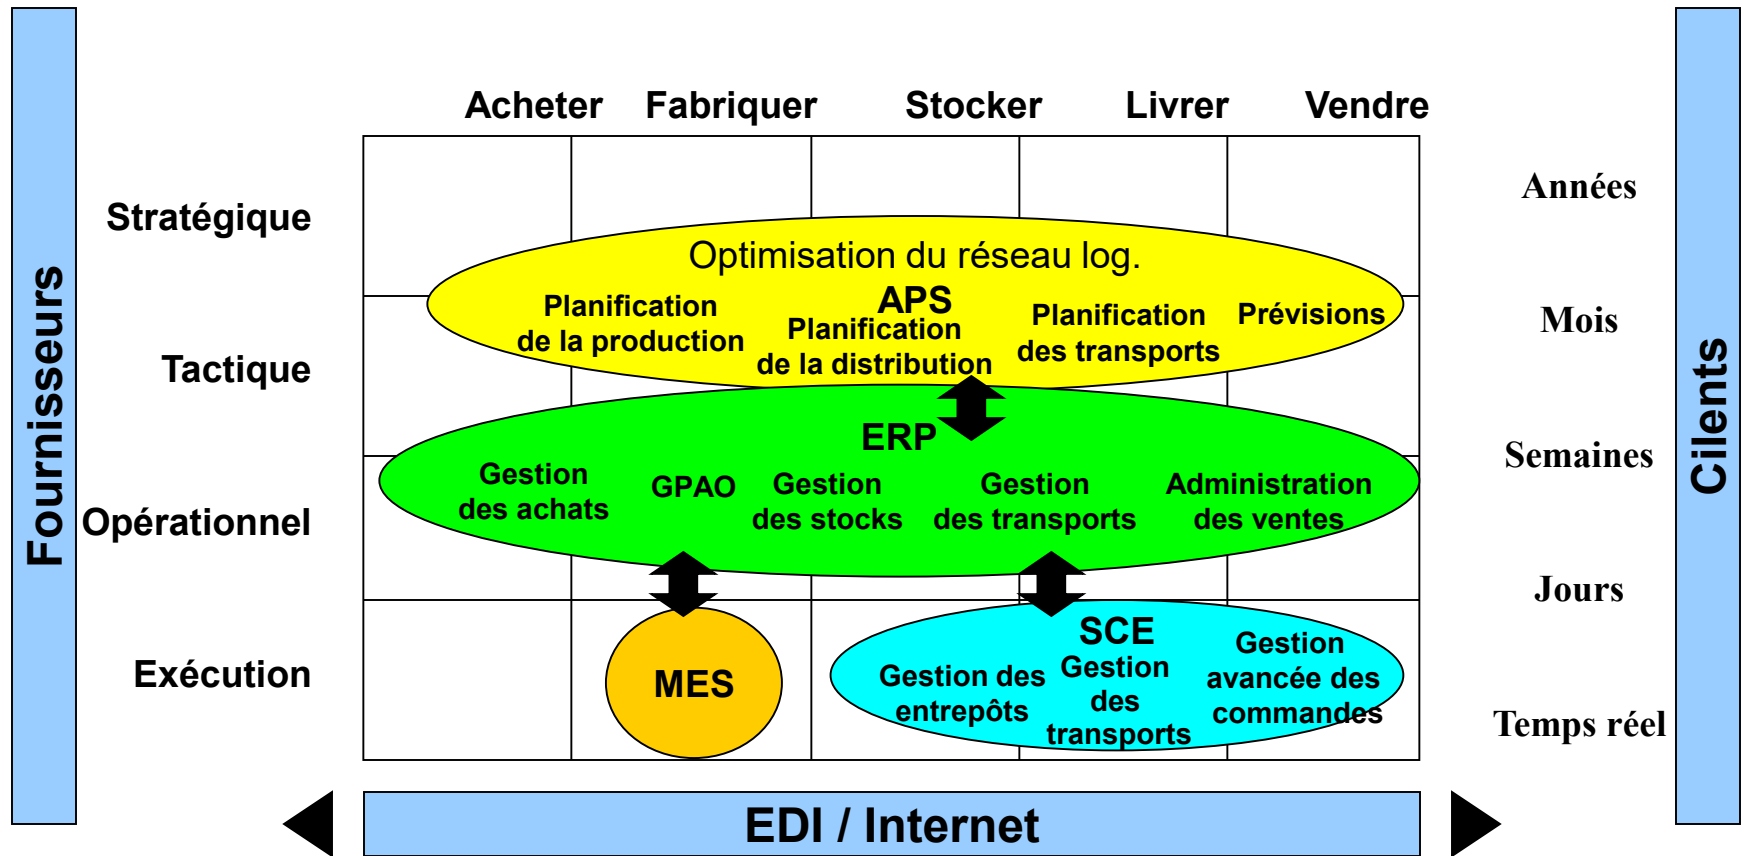 Fournisseurs
Acheter
Fabriquer
Stocker
Livrer
Vendre
Stratégique
Tactique
Opérationnel
Exécution
Optimisation du réseau log.
APS
Planification
de la production
Planification
de la distribution
Planification
des transports
Prévisions
ERP
Gestion
des achats
GPAO
Gestion
des stocks
Gestion
des transports
Administration
des ventes
MES
SCE
Gestion des
entrepôts
Gestion
des
transports
Gestion
avancée des
commandes
Années
Mois
Semaines
Jours
Temps réel
Cilents
EDI / Internet